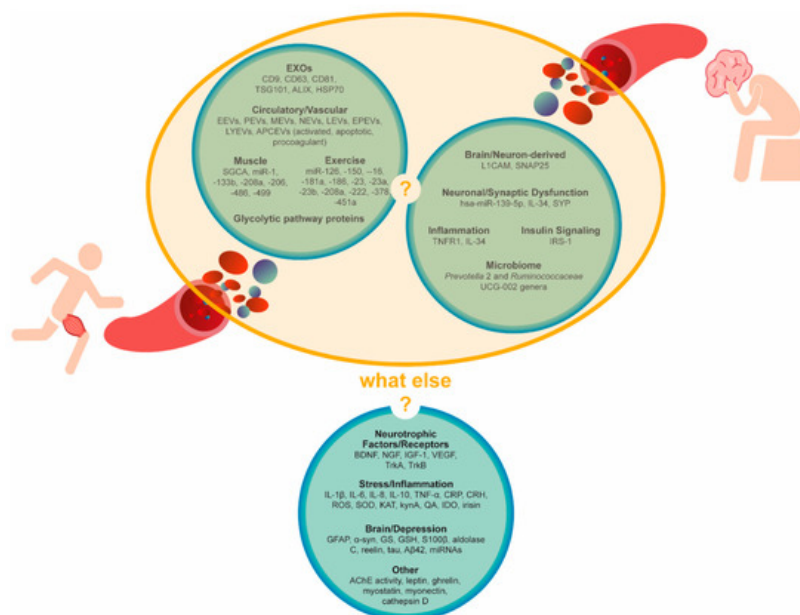 EXOs
CD9, CD63, CD81,
TSG101, ALIX, HSP70
Circulatory/Vascular
EEVs, PEVs, MEVs, NEVs, LEVs, EPEVs,
LYEVs, APCEVs (activated, apoptotic,
procoagulant)
Muscle
SGCA, miR-1,
-133b, -208a, -206,
-486, -499
Exercise
miR-126, -150, --16,
-181a, -186, -23, -23a,
-23b, -208a, -222, -378
-451a
Glycolytic pathway proteins
?
Brain/Neuron-derived
L1CAM, SNAP25
Neuronal/Synaptic Dysfunction
hsa-miR-139-5p, IL-34, SYP
Inflammation
TNFR1, IL-34
Insulin Signaling
IRS-1
Microbiome
Prevotella 2 and Ruminococcaceae
UCG-002 genera
what else
?
Neurotrophic
Factors/Receptors
BDNF, NGF, IGF-1, VEGF,
TrkA, TrkB
Stress/Inflammation
IL-1β, IL-6, IL-8, IL-10, TNF-α, CRP, CRH,
ROS, SOD, KAT, kynA, QA, IDO, irisin
Brain/Depression
GFAP, α-syn, GS, GSH, S100β, aldolase
C, reelin, tau, Aβ42, miRNAs
Other
AChE activity, leptin, ghrelin,
myostatin, myonectin,
cathepsin D